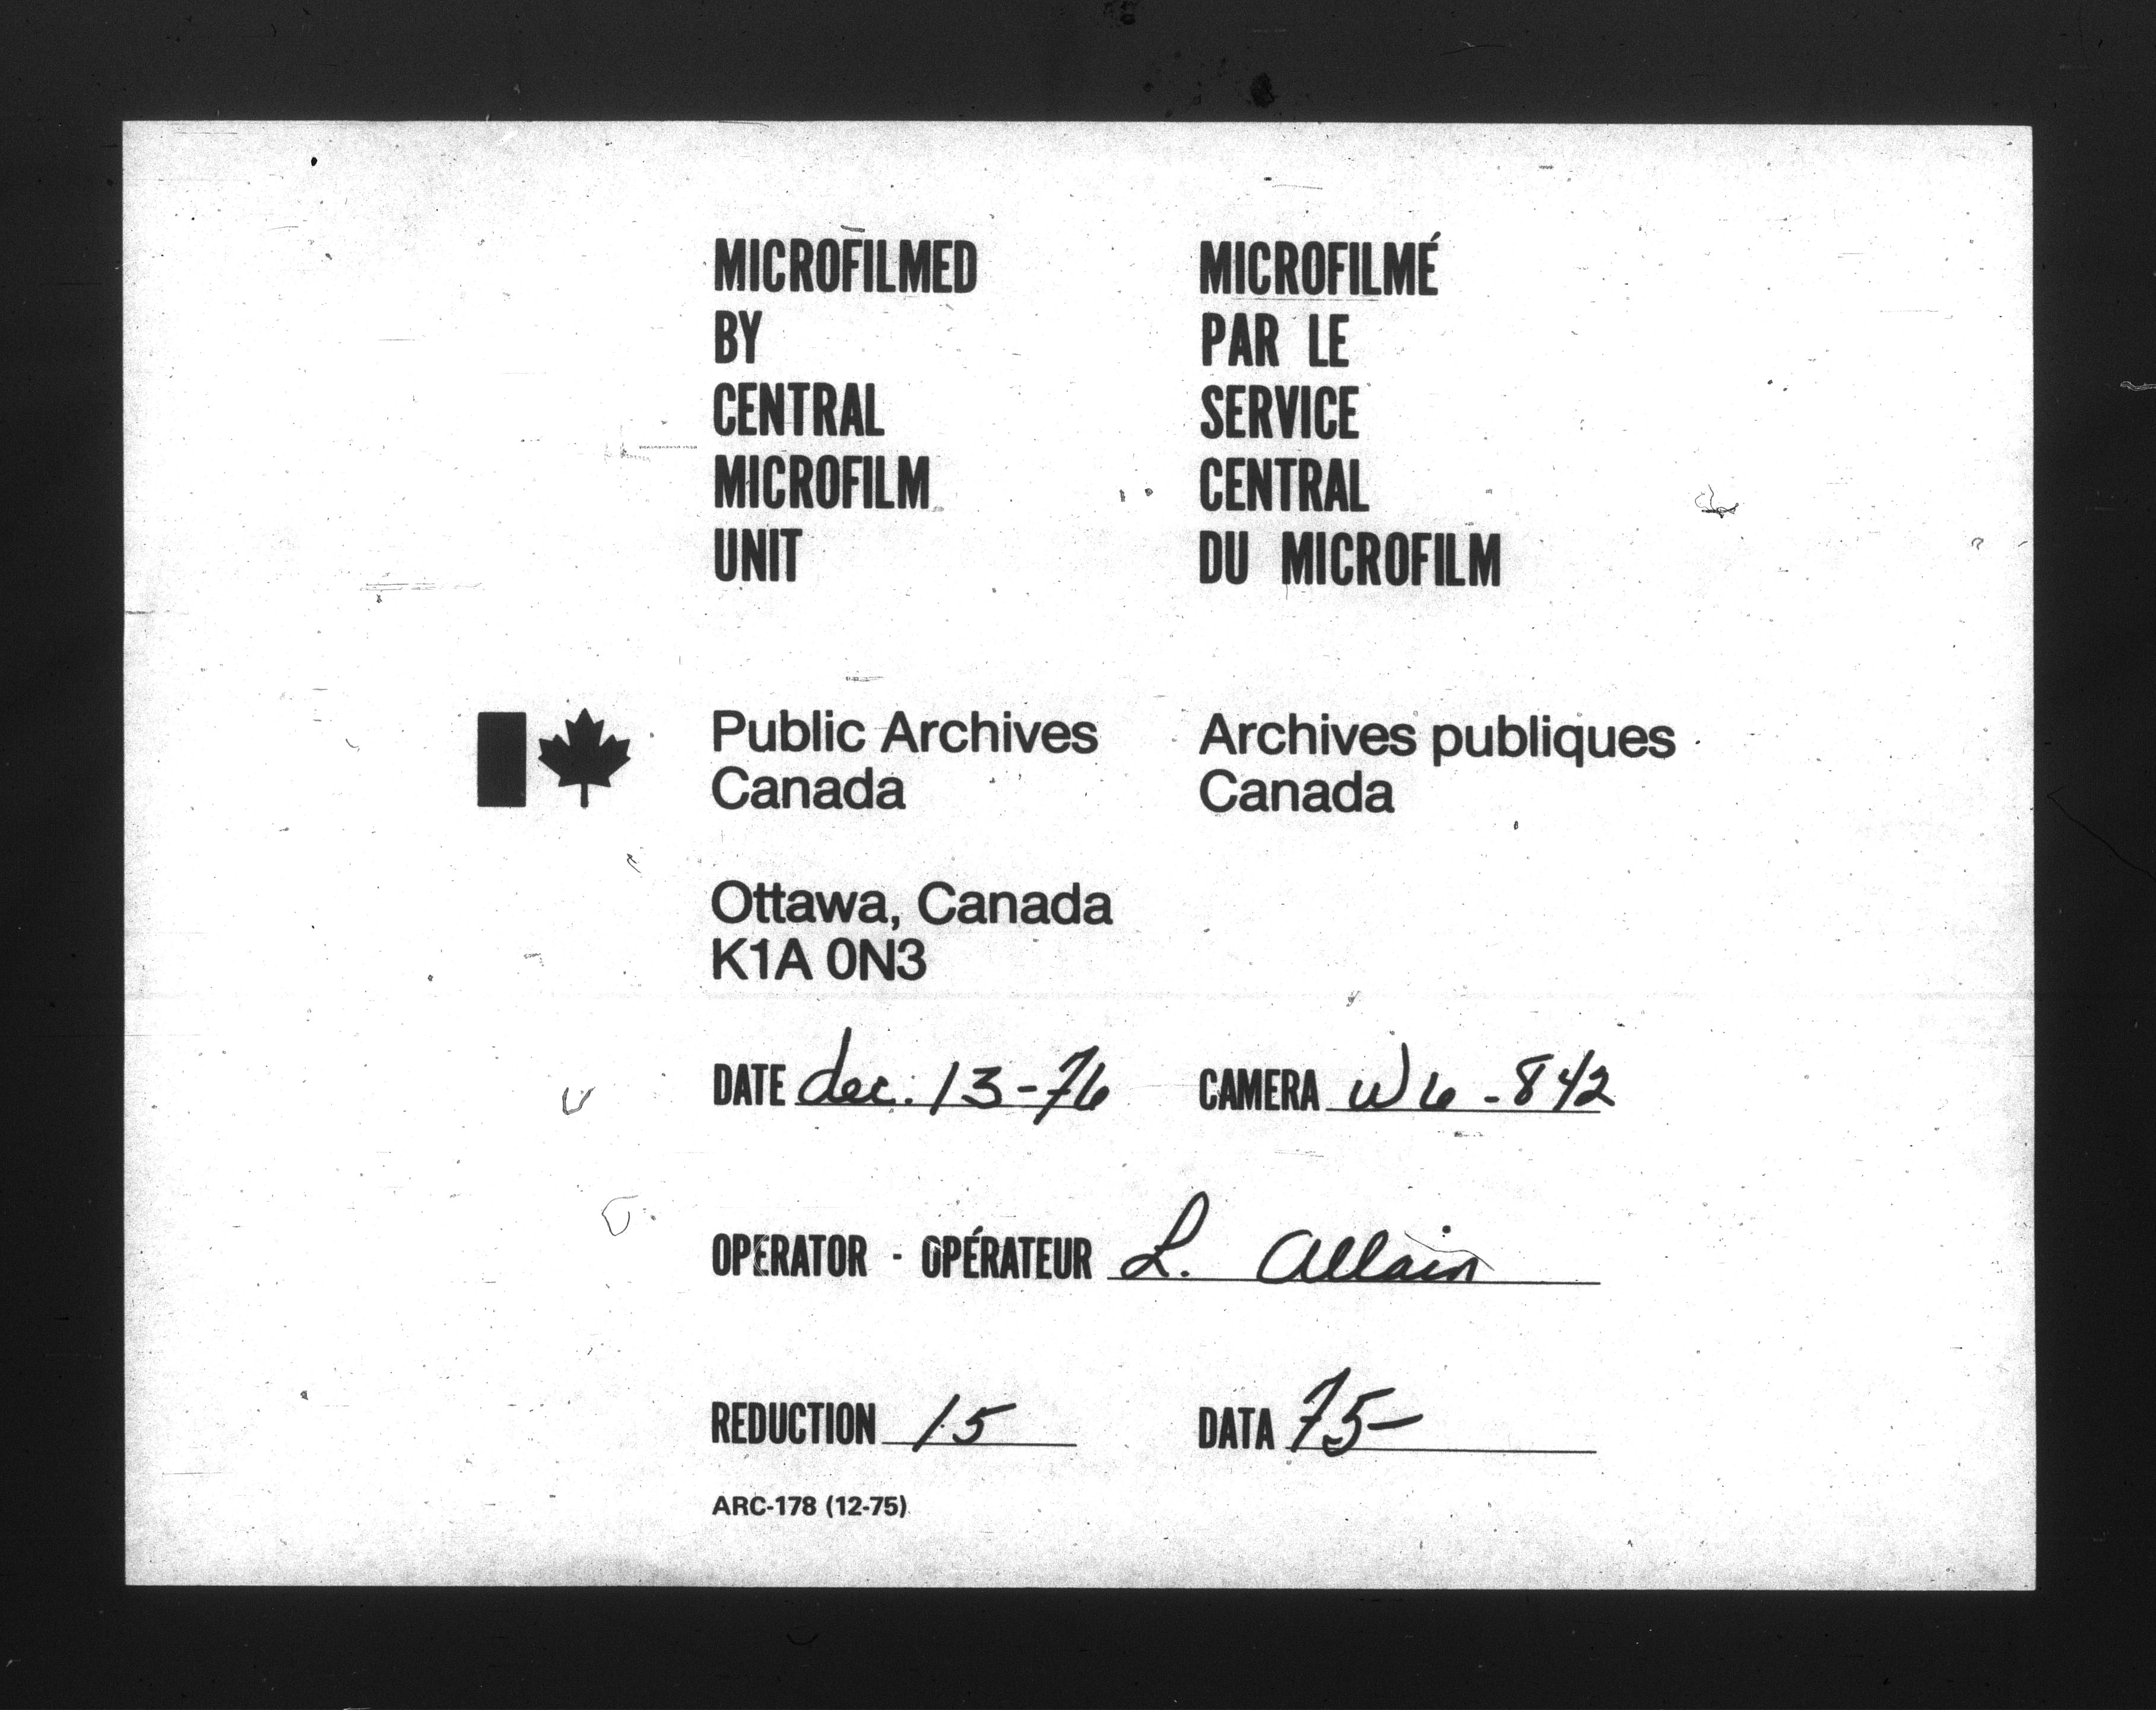 MICROFILMED
BY
CENTRAL
MICROFILM
UNIT
MICROFILMÉ
PAR LE
SERVICE
CENTRAL
DU MICROFILM
Public Archives
Canada
Archives publiques
Canada
Ottawa, Canada
K1A 0N3
DATE dec. 13-76
CAMERA W6-842
OPERATOR - OPÉRATEUR L. Allain
REDUCTION 15
DATA 75-
ARC-178 (12-75)